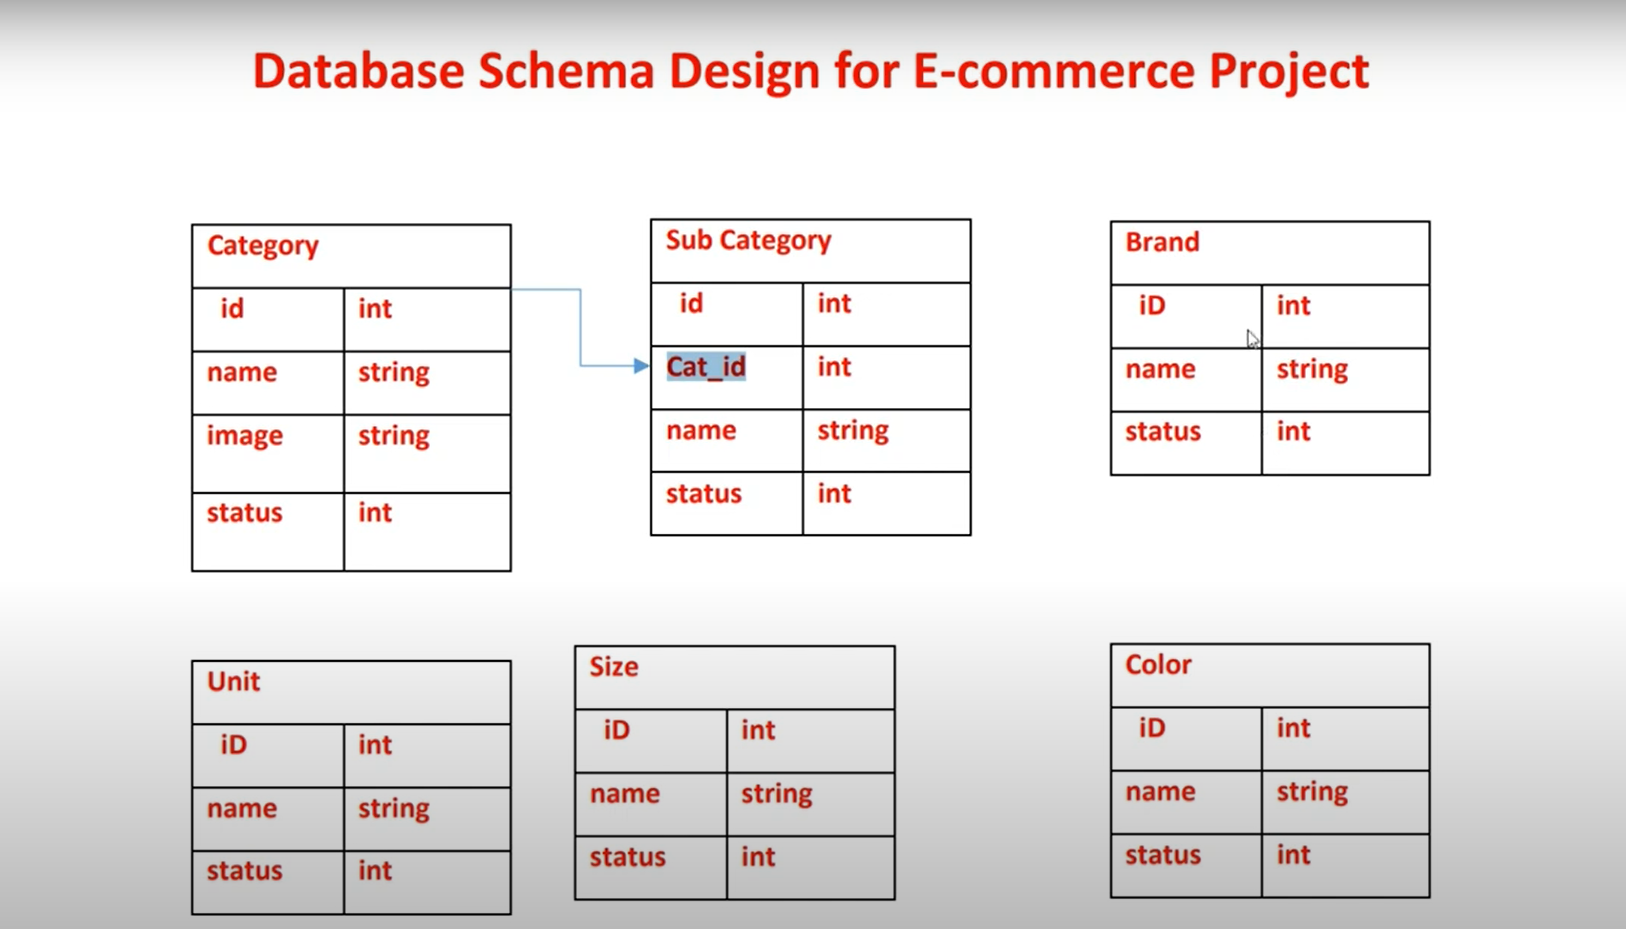 Database Schema Design for E-commerce Project
Category
id int
name string
image string
status int
Sub Category
id int
Cat_id int
name string
status int
Brand
iD int
name string
status int
Unit
iD int
name string
status int
Size
iD int
name string
status int
Color
iD int
name string
status int